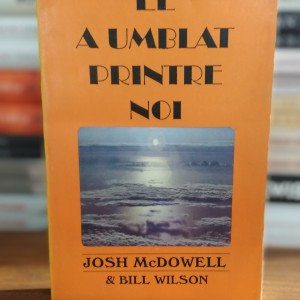 EL
A UMBLAT
PRINTRE
NOI
JOSH McDOWELL
& BILL WILSON